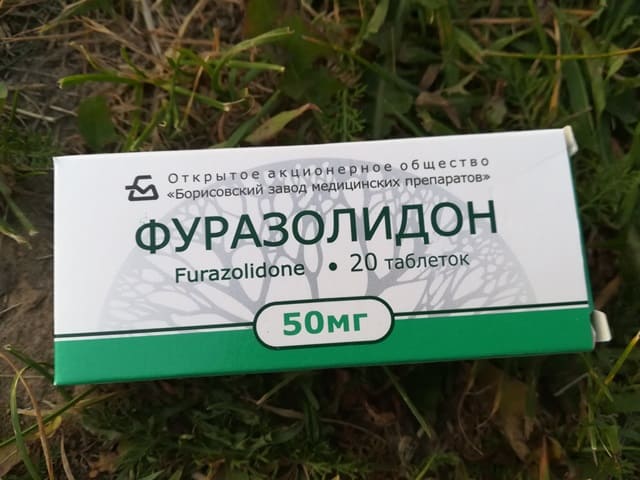 Открытое акционерное общество
«Борисовский завод медицинских препаратов»
ФУРАЗОЛИДОН
Furazolidone • 20 таблеток
50мг